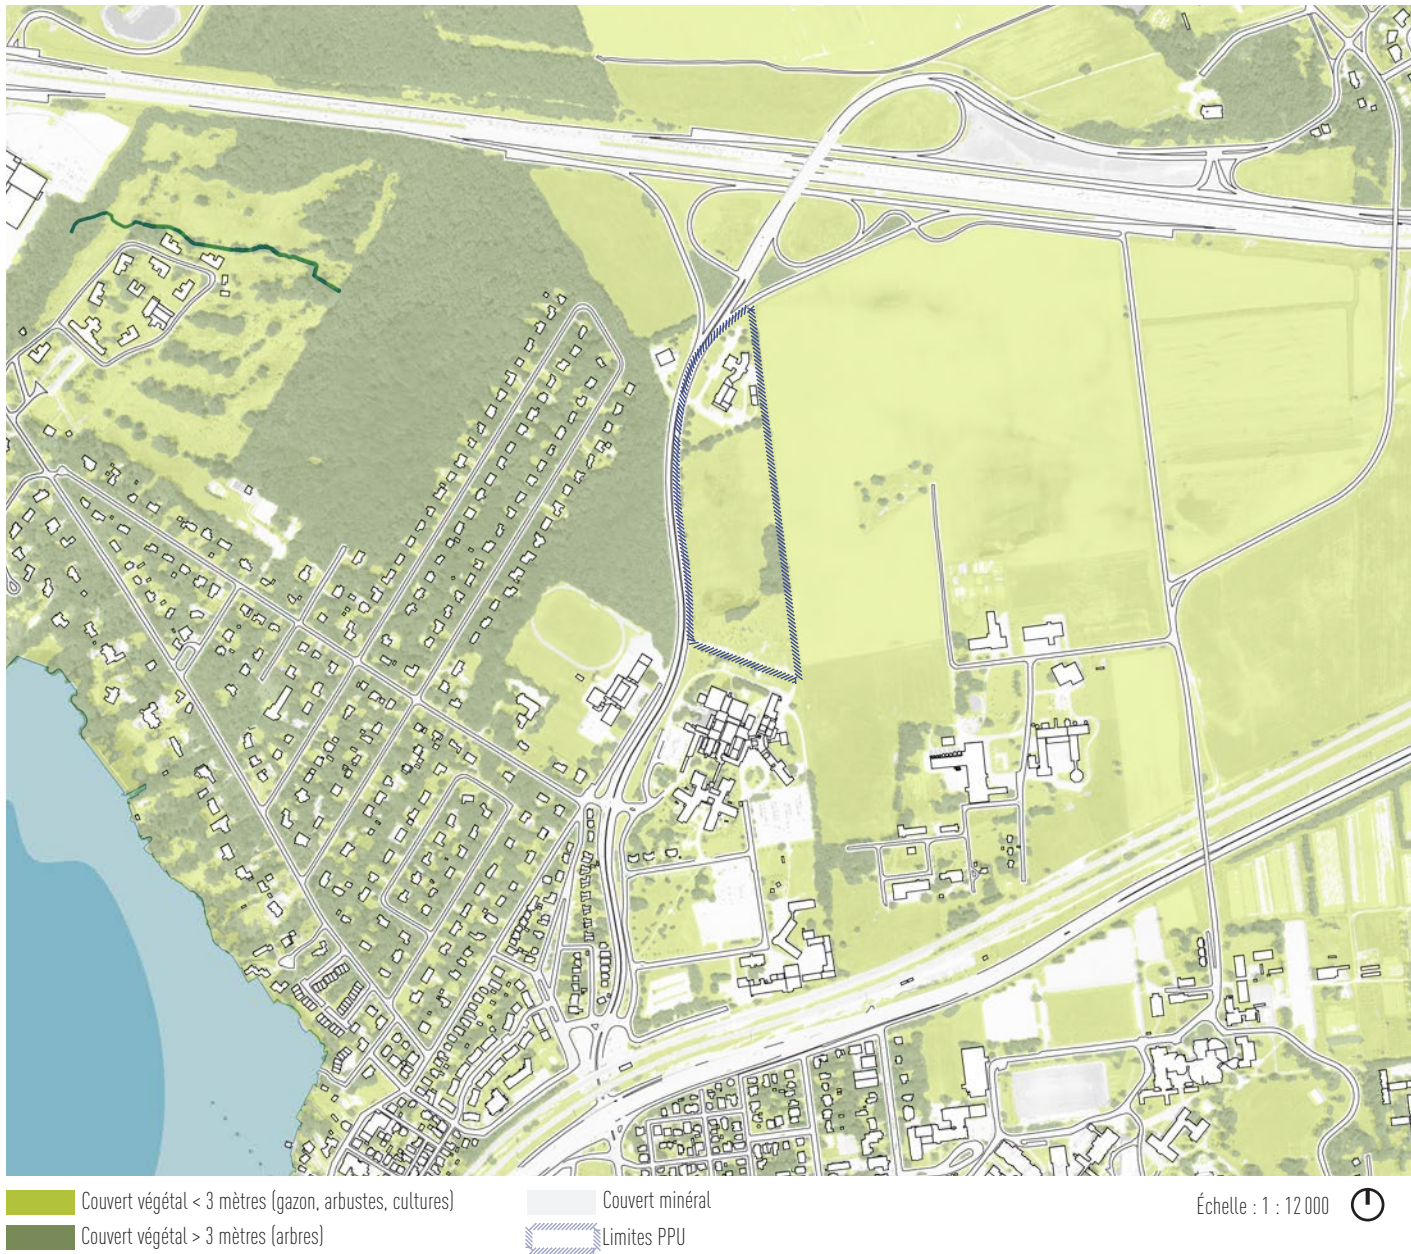 Couvert végétal < 3 mètres (gazon, arbustes, cultures)
Couvert végétal > 3 mètres (arbres)
Couvert minéral
Limites PPU
Échelle : 1 : 12 000